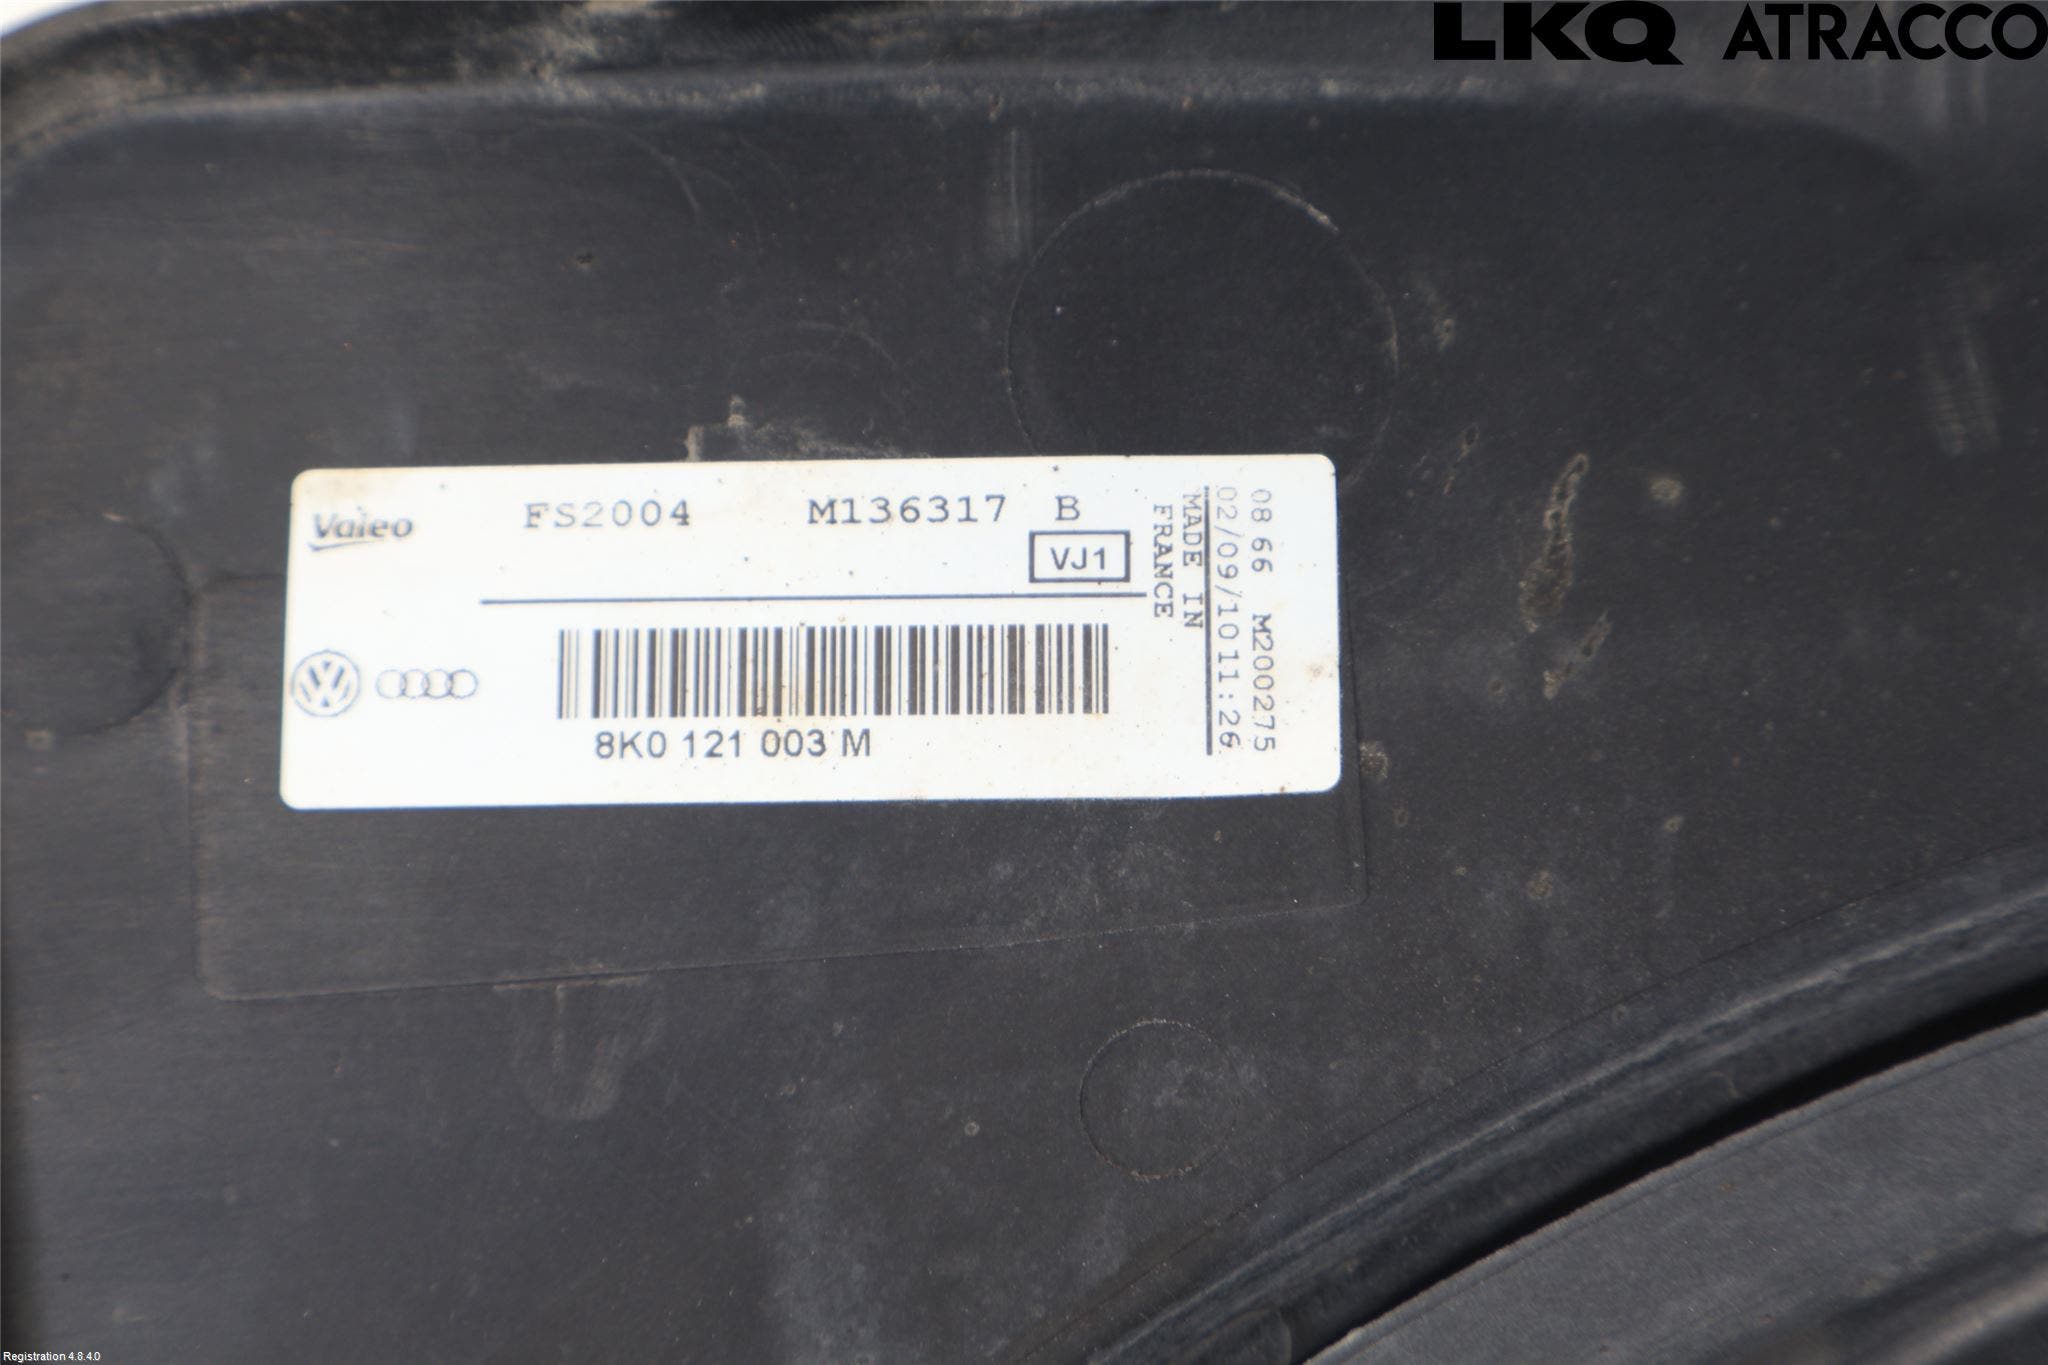 LKQ ATRACCO
Valeo FS2004 M136317 B
VJ1
MADE IN
FRANCE
08 66 M200275
02/09/10 11:26
8K0 121 003 M
Registration 4.8.4.0